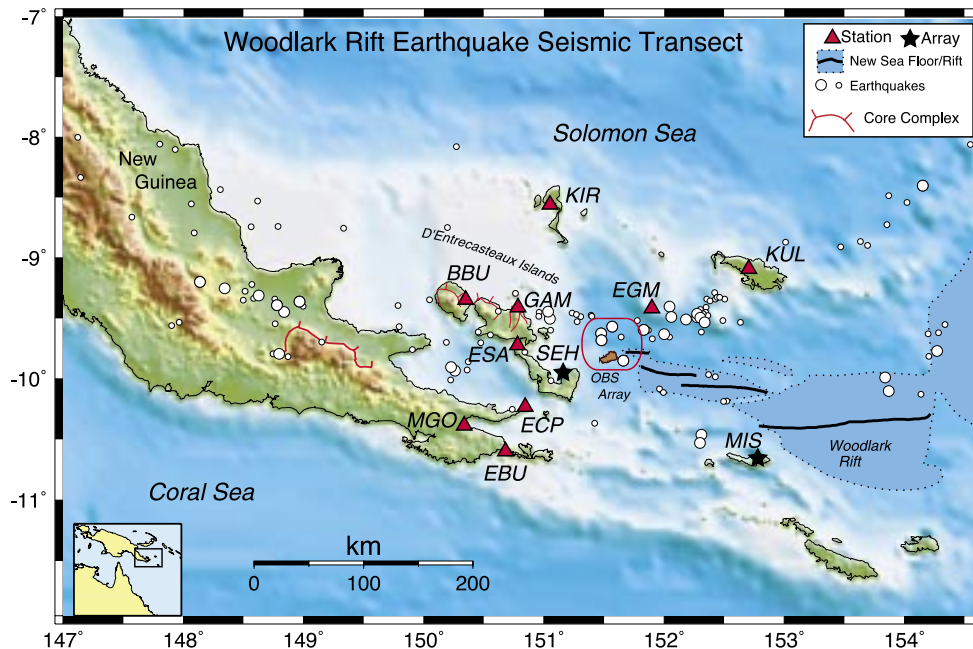 Woodlark Rift Earthquake Seismic Transect
Station Array
New Sea Floor/Rift
Earthquakes
Core Complex
-7°
-8°
-9°
-10°
-11°
Solomon Sea
New
Guinea
KIR
D'Entrecasteaux Islands
KUL
BBU
GAM
EGM
ESA
SEH
OBS
Array
MGO
ECP
EBU
MIS
Woodlark
Rift
Coral Sea
km
0 100 200
147° 148° 149° 150° 151° 152° 153° 154°